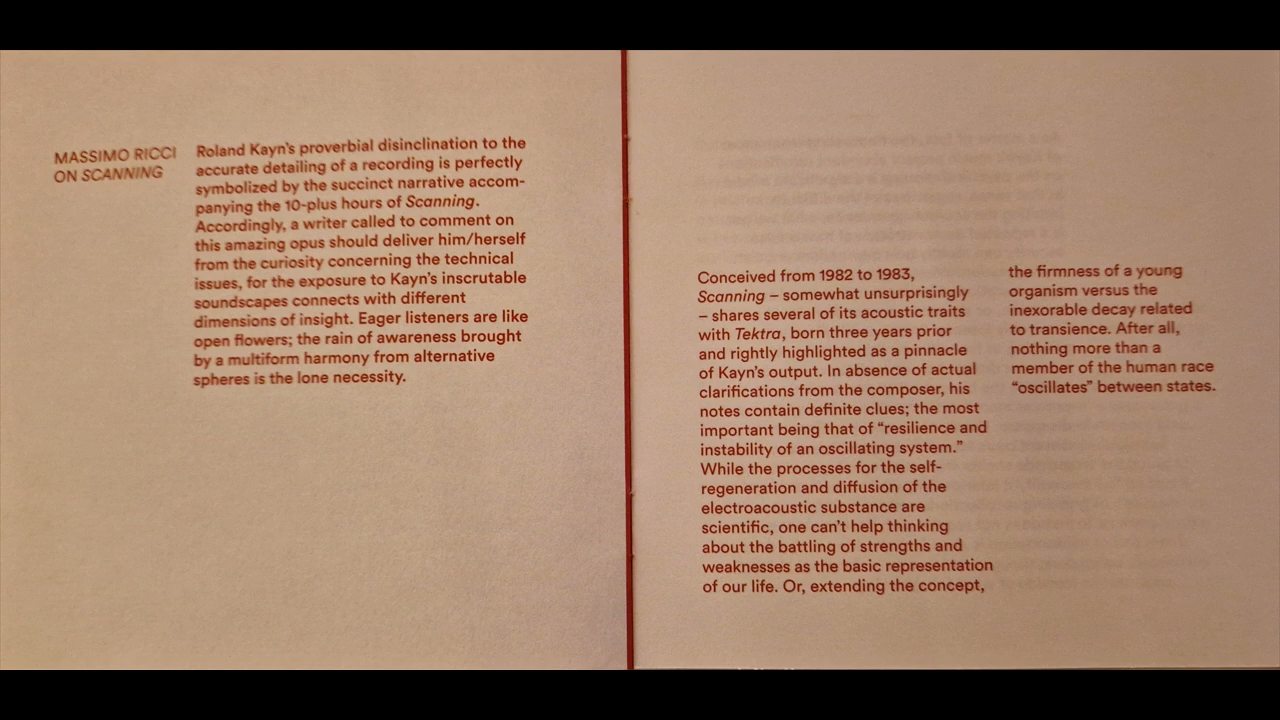 MASSIMO RICCI
ON SCANNING
Roland Kayn's proverbial disinclination to the
accurate detailing of a recording is perfectly
symbolized by the succinct narrative accom-
panying the 10-plus hours of Scanning.
Accordingly, a writer called to comment on
this amazing opus should deliver him/herself
from the curiosity concerning the technical
issues, for the exposure to Kayn's inscrutable
soundscapes connects with different
dimensions of insight. Eager listeners are like
open flowers; the rain of awareness brought
by a multiform harmony from alternative
spheres is the lone necessity.
Conceived from 1982 to 1983,
Scanning – somewhat unsurprisingly
– shares several of its acoustic traits
with Tektra, born three years prior
and rightly highlighted as a pinnacle
of Kayn's output. In absence of actual
clarifications from the composer, his
notes contain definite clues; the most
important being that of “resilience and
instability of an oscillating system.”
While the processes for the self-
regeneration and diffusion of the
electroacoustic substance are
scientific, one can't help thinking
about the battling of strengths and
weaknesses as the basic representation
of our life. Or, extending the concept,
the firmness of a young
organism versus the
inexorable decay related
to transience. After all,
nothing more than a
member of the human race
“oscillates” between states.